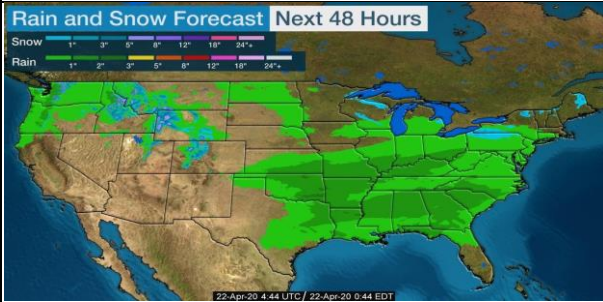 Rain and Snow Forecast Next 48 Hours
Snow 1" 3" 5" 8" 12" 18" 24"+
Rain 1" 2" 3" 5" 8" 12" 18" 24"+
22-Apr-20 4:44 UTC / 22-Apr-20 0:44 EDT